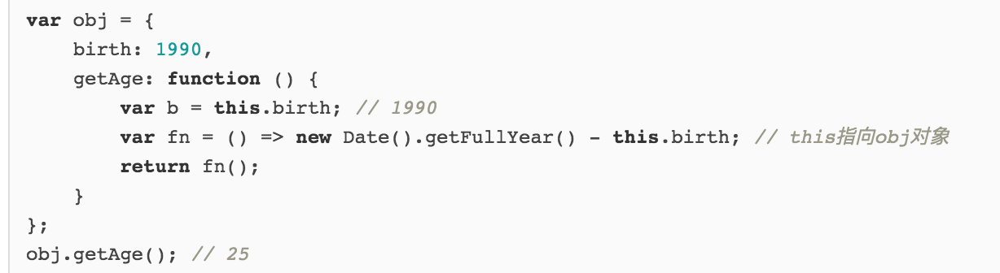 var obj = {
    birth: 1990,
    getAge: function () {
        var b = this.birth; // 1990
        var fn = () => new Date().getFullYear() - this.birth; // this指向obj对象
        return fn();
    }
};
obj.getAge(); // 25